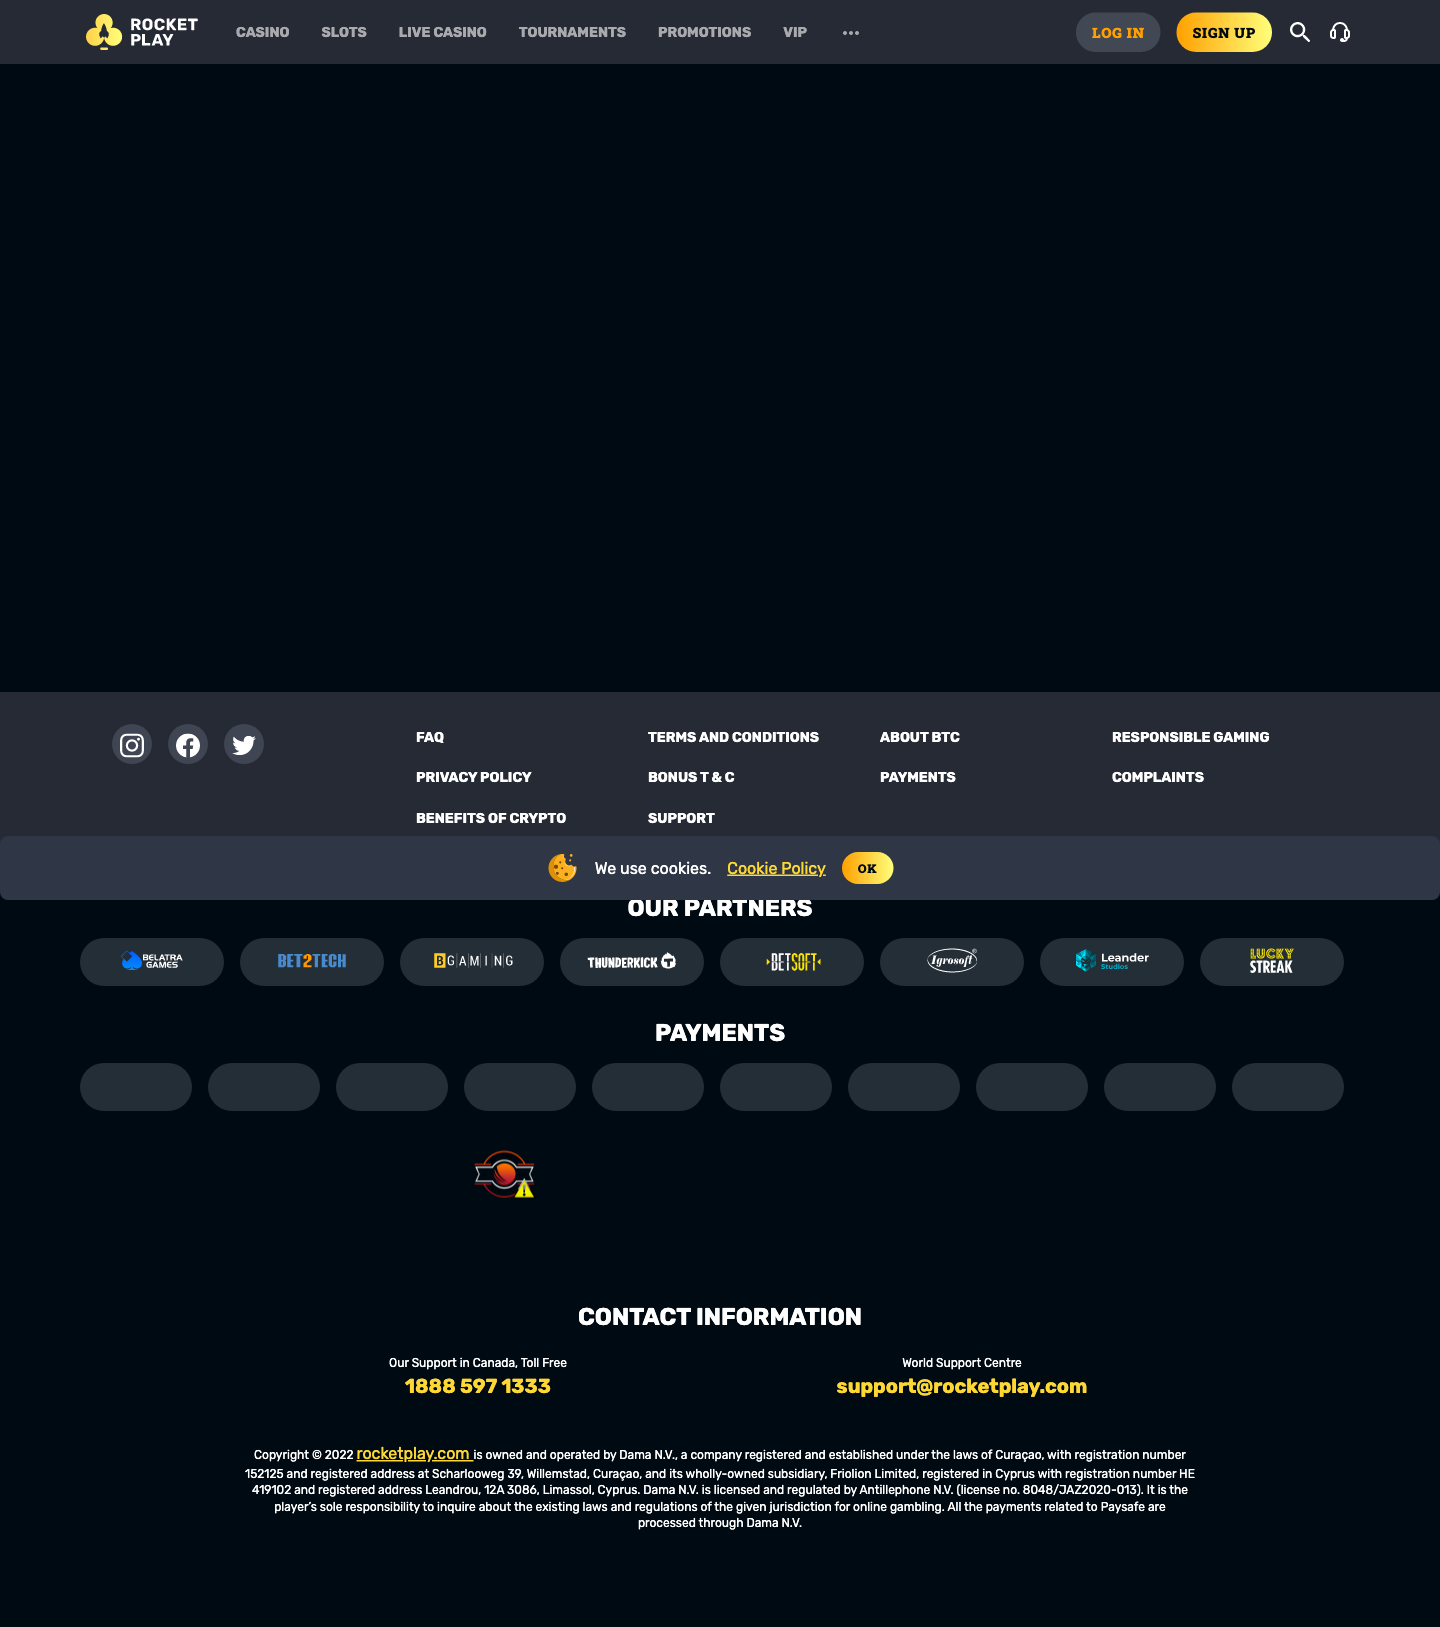 ROCKET
PLAY
CASINO SLOTS LIVE CASINO TOURNAMENTS PROMOTIONS VIP ••• LOG IN SIGN UP
FAQ TERMS AND CONDITIONS ABOUT BTC RESPONSIBLE GAMING
PRIVACY POLICY BONUS T & C PAYMENTS COMPLAINTS
BENEFITS OF CRYPTO SUPPORT
We use cookies. Cookie Policy OK
OUR PARTNERS
BELATRA
GAMES
BET2TECH
BGAMING
THUNDERKICK
BETSOFT
Igrosoft
Leander
Studios
LUCKY
STREAK
PAYMENTS
CONTACT INFORMATION
Our Support in Canada, Toll Free
1888 597 1333
World Support Centre
support@rocketplay.com
Copyright © 2022 rocketplay.com is owned and operated by Dama N.V., a company registered and established under the laws of Curaçao, with registration number
152125 and registered address at Scharlooweg 39, Willemstad, Curaçao, and its wholly-owned subsidiary, Friolion Limited, registered in Cyprus with registration number HE
419102 and registered address Leandrou, 12A 3086, Limassol, Cyprus. Dama N.V. is licensed and regulated by Antillephone N.V. (license no. 8048/JAZ2020-013). It is the
player's sole responsibility to inquire about the existing laws and regulations of the given jurisdiction for online gambling. All the payments related to Paysafe are
processed through Dama N.V.